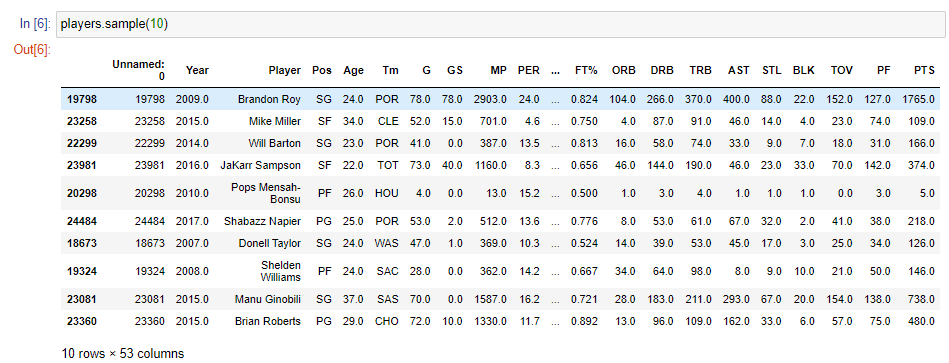 In [6]: players.sample(10)
Out[6]:
Unnamed: 0 Year Player Pos Age Tm G GS MP PER ... FT% ORB DRB TRB AST STL BLK TOV PF PTS
19798 19798 2009.0 Brandon Roy SG 24.0 POR 78.0 78.0 2903.0 24.0 ... 0.824 104.0 266.0 370.0 400.0 88.0 22.0 152.0 127.0 1765.0
23258 23258 2015.0 Mike Miller SF 34.0 CLE 52.0 15.0 701.0 4.6 ... 0.750 4.0 87.0 91.0 46.0 14.0 4.0 23.0 74.0 109.0
22299 22299 2014.0 Will Barton SG 23.0 POR 41.0 0.0 387.0 13.5 ... 0.813 16.0 58.0 74.0 33.0 9.0 7.0 18.0 31.0 166.0
23981 23981 2016.0 JaKarr Sampson SF 22.0 TOT 73.0 40.0 1160.0 8.3 ... 0.656 46.0 144.0 190.0 46.0 23.0 33.0 70.0 142.0 374.0
20298 20298 2010.0 Pops Mensah-Bonsu PF 26.0 HOU 4.0 0.0 13.0 15.2 ... 0.500 1.0 3.0 4.0 1.0 1.0 1.0 0.0 3.0 5.0
24484 24484 2017.0 Shabazz Napier PG 25.0 POR 53.0 2.0 512.0 13.6 ... 0.776 8.0 53.0 61.0 67.0 32.0 2.0 41.0 38.0 218.0
18673 18673 2007.0 Donell Taylor SG 24.0 WAS 47.0 1.0 369.0 10.3 ... 0.524 14.0 39.0 53.0 45.0 17.0 3.0 25.0 34.0 126.0
19324 19324 2008.0 Shelden Williams PF 24.0 SAC 28.0 0.0 362.0 14.2 ... 0.667 34.0 64.0 98.0 8.0 9.0 10.0 21.0 50.0 146.0
23081 23081 2015.0 Manu Ginobili SG 37.0 SAS 70.0 0.0 1587.0 16.2 ... 0.721 28.0 183.0 211.0 293.0 67.0 20.0 154.0 138.0 738.0
23360 23360 2015.0 Brian Roberts PG 29.0 CHO 72.0 10.0 1330.0 11.7 ... 0.892 13.0 96.0 109.0 162.0 33.0 6.0 57.0 75.0 480.0
10 rows × 53 columns